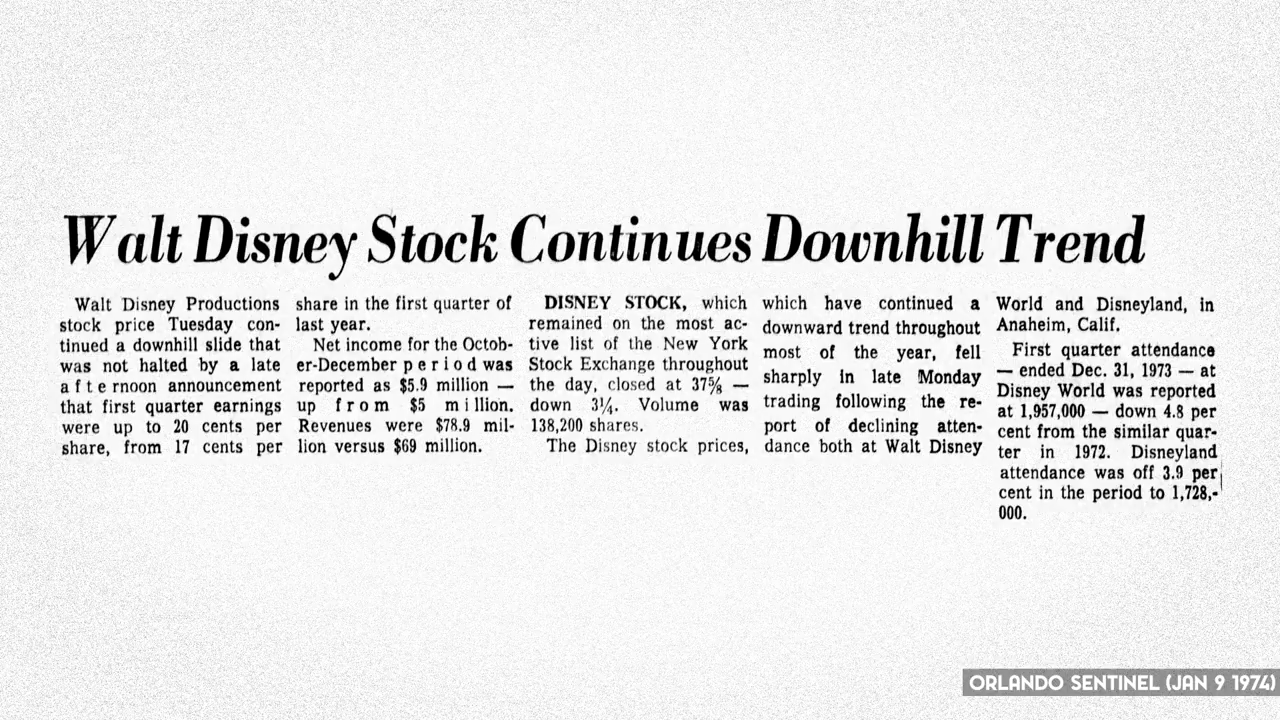 Walt Disney Stock Continues Downhill Trend
Walt Disney Productions
stock price Tuesday con-
tinued a downhill slide that
was not halted by a late
afternoon announcement
that first quarter earnings
were up to 20 cents per
share, from 17 cents per
share in the first quarter of
last year.
Net income for the Octob-
er-December period was
reported as $5.9 million —
up from $5 million.
Revenues were $78.9 mil-
lion versus $69 million.
DISNEY STOCK, which
remained on the most ac-
tive list of the New York
Stock Exchange throughout
the day, closed at 37⅝ —
down 3¼. Volume was
138,200 shares.
The Disney stock prices,
which have continued a
downward trend throughout
most of the year, fell
sharply in late Monday
trading following the re-
port of declining atten-
dance both at Walt Disney
World and Disneyland, in
Anaheim, Calif.
First quarter attendance
— ended Dec. 31, 1973 — at
Disney World was reported
at 1,957,000 — down 4.8 per
cent from the similar quar-
ter in 1972. Disneyland
attendance was off 3.9 per
cent in the period to 1,728,-
000.
ORLANDO SENTINEL (JAN 9 1974)